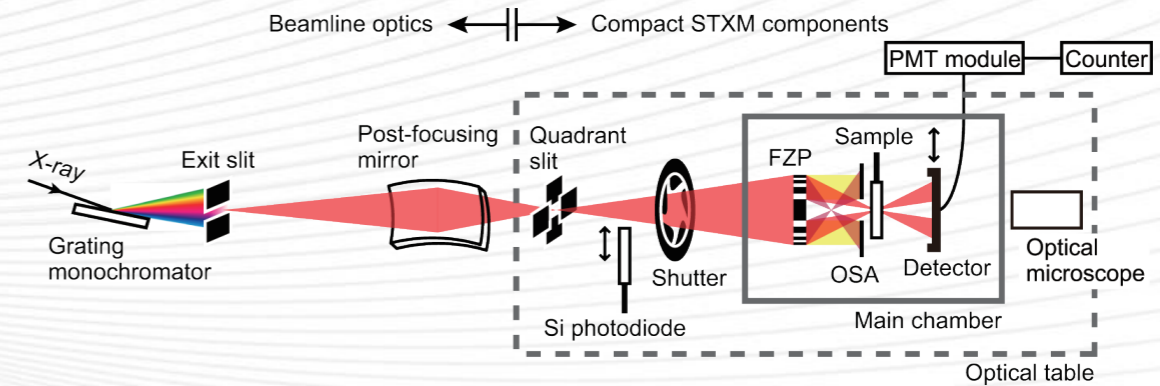 Beamline optics
Compact STXM components
PMT module
Counter
X-ray
Exit slit
Post-focusing
mirror
Quadrant
slit
FZP
Sample
Grating
monochromator
Shutter
OSA
Detector
Optical
microscope
Si photodiode
Main chamber
Optical table